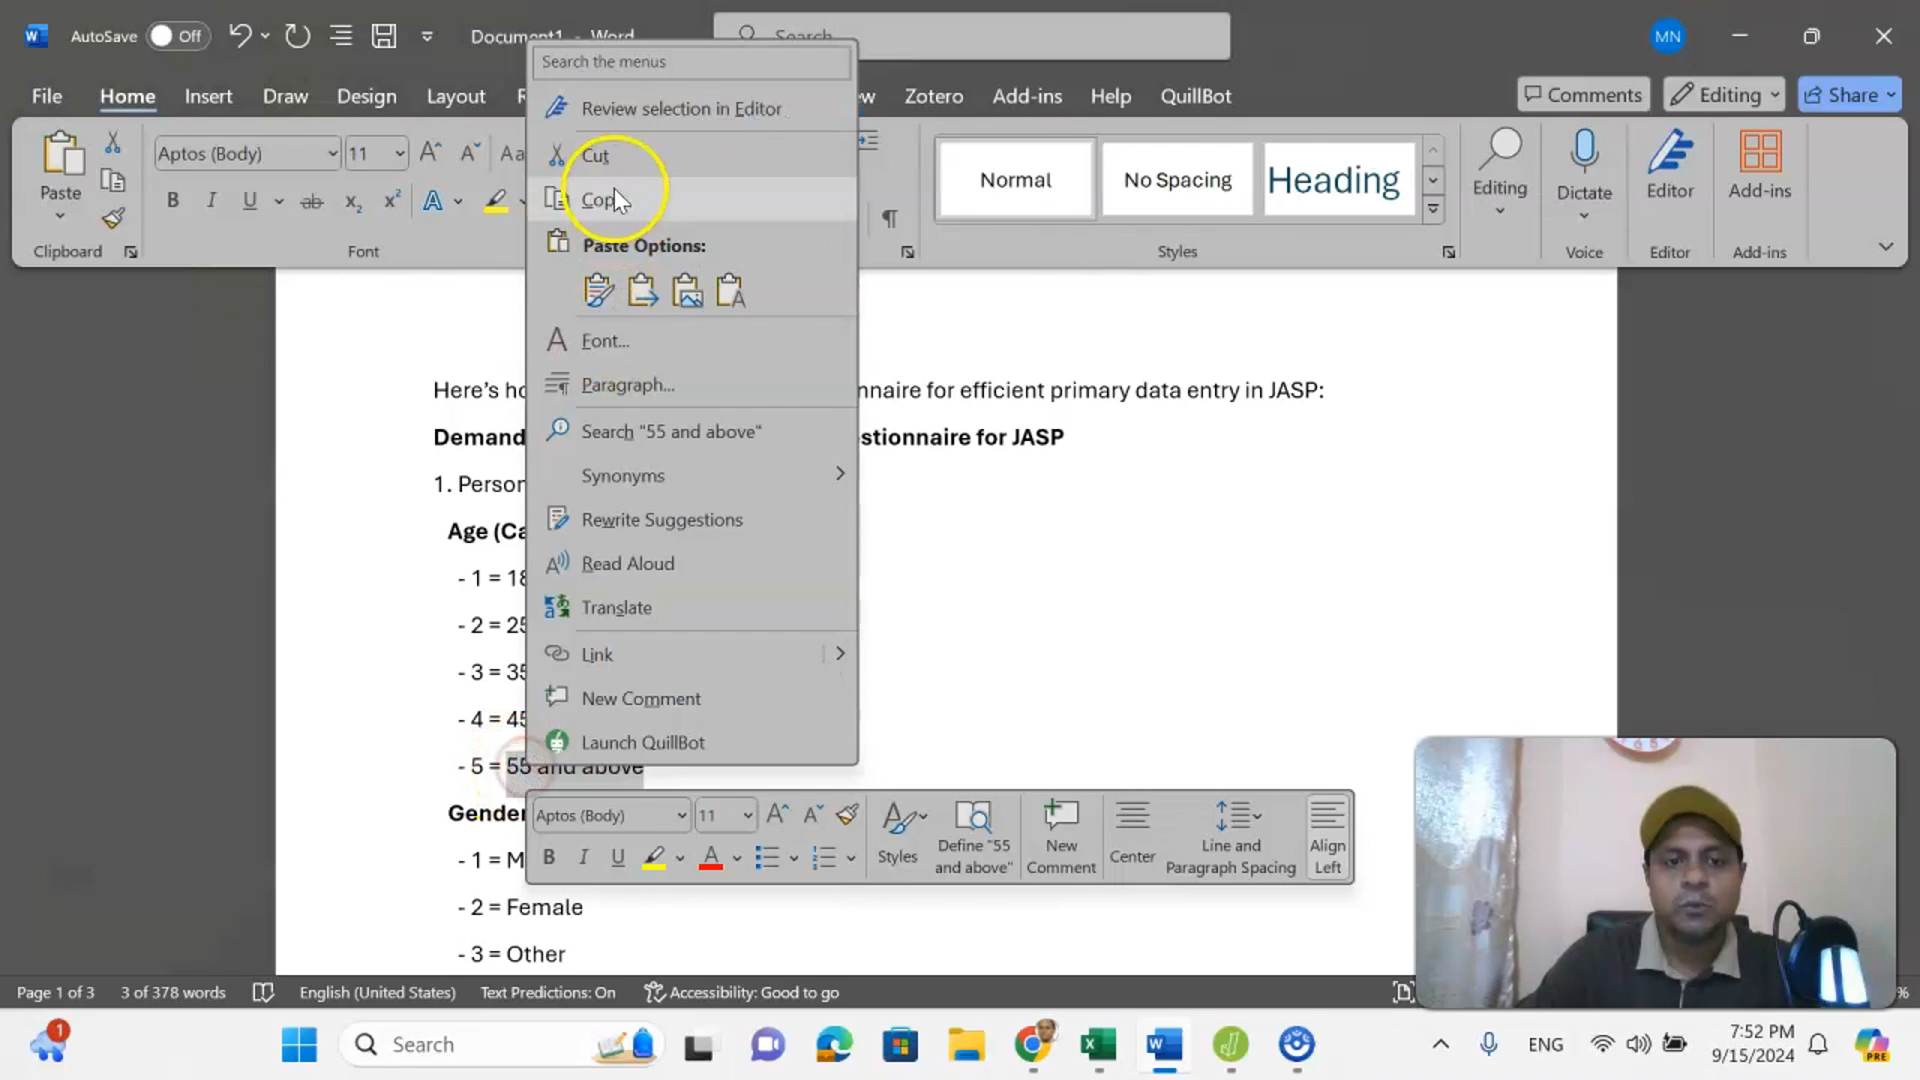 AutoSave Off Document1 - Word Search MN
File Home Insert Draw Design Layout Zotero Add-ins Help QuillBot Comments Editing Share
Search the menus
Review selection in Editor
Cut
Copy
Paste Options:
Font...
Paragraph...
Search "55 and above"
Synonyms
Rewrite Suggestions
Read Aloud
Translate
Link
New Comment
Launch QuillBot
Paste
Aptos (Body) 11
B I U ab
Clipboard Font
Normal No Spacing Heading
Styles
Editing Dictate Editor Add-ins
Voice Editor Add-ins
Here's for efficient primary data entry in JASP:
Demand for JASP
1.
Age
- 1 =
- 2 =
- 3 =
- 4 =
- 5 = 55 and above
Gender
- 1 =
- 2 = Female
- 3 = Other
Aptos (Body) 11
B I U
Styles
Define "55 and above"
New Comment
Center
Line and Paragraph Spacing
Align Left
Page 1 of 3 3 of 378 words English (United States) Text Predictions: On Accessibility: Good to go
1 Search ENG 7:52 PM
9/15/2024
PRE